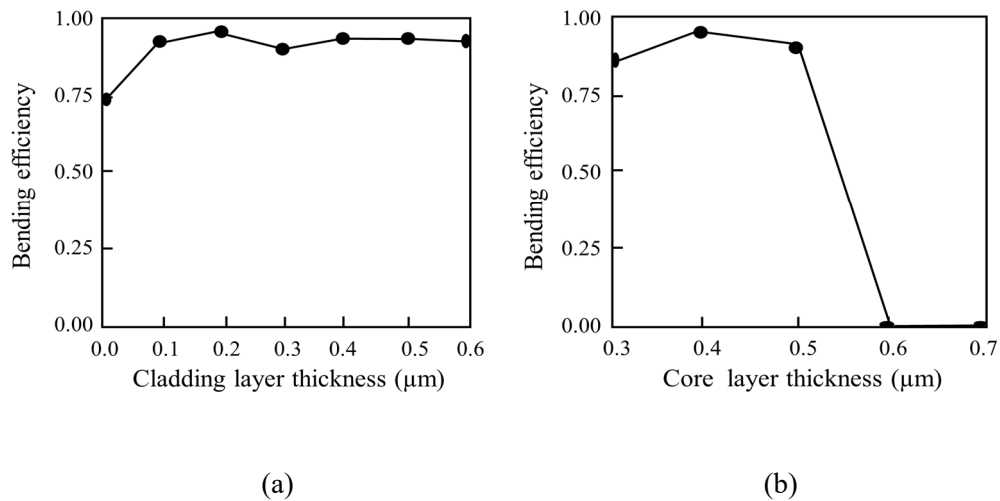 1.00
0.75
0.50
0.25
0.00
Bending efficiency
0.0 0.1 0.2 0.3 0.4 0.5 0.6
Cladding layer thickness (µm)
(a)
1.00
0.75
0.50
0.25
0.00
Bending efficiency
0.3 0.4 0.5 0.6 0.7
Core layer thickness (µm)
(b)